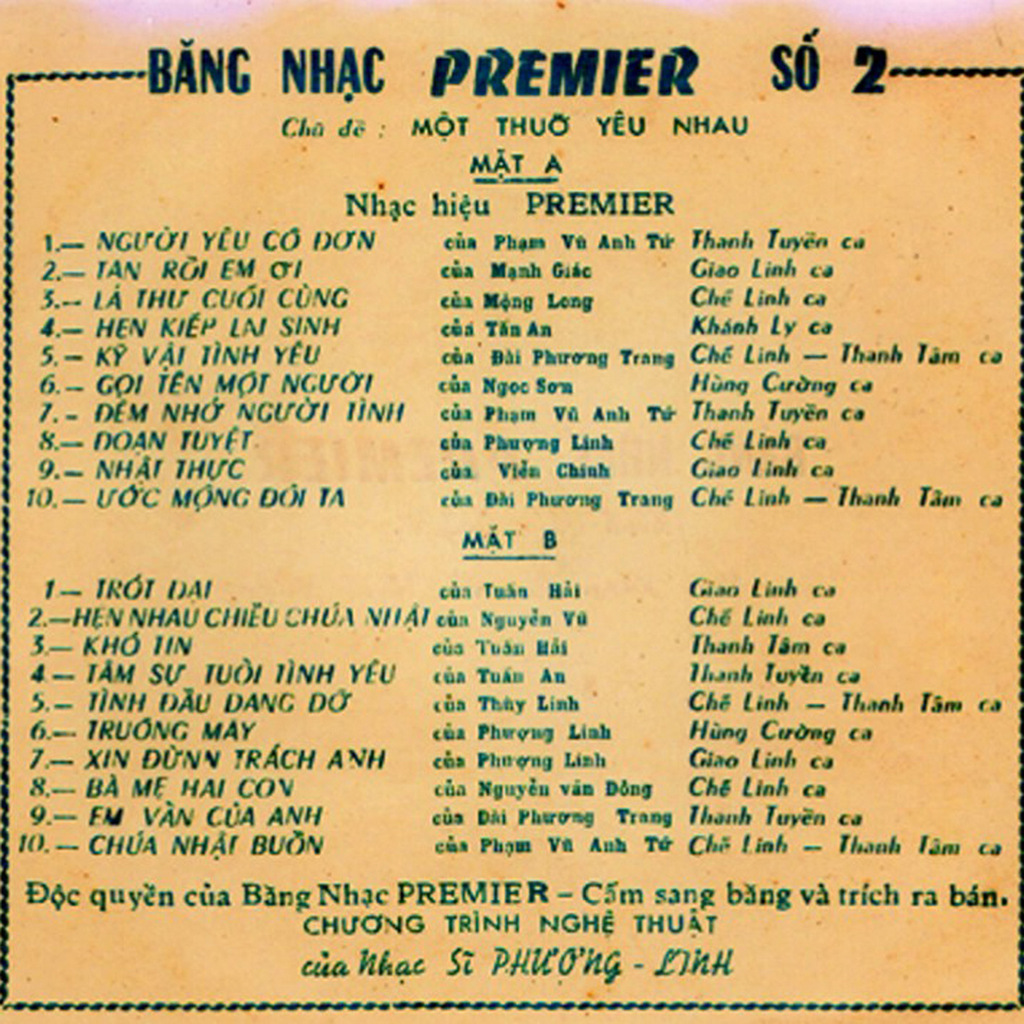 BĂNG NHẠC PREMIER SỐ 2
Chủ đề : MỘT THUỞ YÊU NHAU
MẶT A
Nhạc hiệu PREMIER
1.— NGƯỜI YÊU CÔ ĐƠN của Phạm Vũ Anh Tứ Thanh Tuyền ca
2.— TAN RỒI EM ƠI của Mạnh Giác Giao Linh ca
3.— LÁ THƯ CUỐI CÙNG của Mộng Long Chế Linh ca
4.— HẸN KIẾP LAI SINH của Tấn An Khánh Ly ca
5.— KỸ VẬT TÌNH YÊU của Đài Phương Trang Chế Linh — Thanh Tâm ca
6.— GỌI TÊN MỘT NGƯỜI của Ngọc Sơn Hùng Cường ca
7.- ĐÊM NHỚ NGƯỜI TÌNH của Phạm Vũ Anh Tứ Thanh Tuyền ca
8.— ĐOẠN TUYỆT của Phượng Linh Chế Linh ca
9.— NHẬT THỰC của Viễn Chinh Giao Linh ca
10.— ƯỚC MỘNG ĐÔI TA của Đài Phương Trang Chế Linh — Thanh Tâm ca
MẶT B
1— TRÓT DẠI của Tuấn Hải Giao Linh ca
2.—HẸN NHAU CHIỀU CHÚA NHẬT của Nguyễn Vũ Chế Linh ca
3.— KHÓ TIN của Tuấn Hải Thanh Tâm ca
4.— TÂM SỰ TUỔI TÌNH YÊU của Tuấn An Thanh Tuyền ca
5.— TÌNH ĐẦU DANG DỞ của Thùy Linh Chế Linh — Thanh Tâm ca
6.— TRUÔNG MÂY của Phượng Linh Hùng Cường ca
7.— XIN ĐỪNN TRÁCH ANH của Phượng Linh Giao Linh ca
8.— BÀ MẸ HAI CON của Nguyễn văn Đông Chế Linh ca
9.— EM VẪN CỦA ANH của Đài Phương Trang Thanh Tuyền ca
10.— CHÚA NHẬT BUỒN của Phạm Vũ Anh Tứ Chế Linh — Thanh Tâm ca
Độc quyền của Băng Nhạc PREMIER – Cấm sang băng và trích ra bán.
CHƯƠNG TRÌNH NGHỆ THUẬT
của Nhạc Sĩ PHƯỢNG - LINH